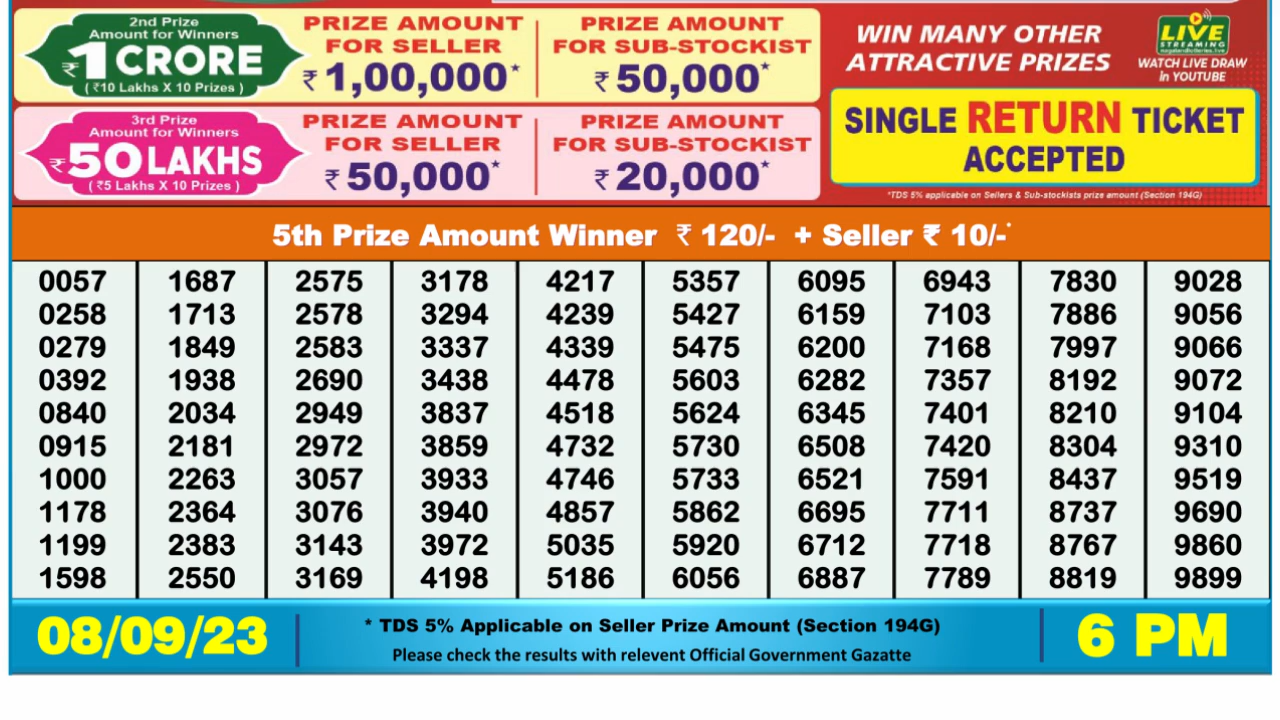 2nd Prize
Amount for Winners
₹1 CRORE
(₹10 Lakhs X 10 Prizes)
PRIZE AMOUNT
FOR SELLER
₹1,00,000*
PRIZE AMOUNT
FOR SUB-STOCKIST
₹50,000*
3rd Prize
Amount for Winners
₹50 LAKHS
(₹5 Lakhs X 10 Prizes)
PRIZE AMOUNT
FOR SELLER
₹50,000*
PRIZE AMOUNT
FOR SUB-STOCKIST
₹20,000*
WIN MANY OTHER
ATTRACTIVE PRIZES
LIVE
STREAMING
WATCH LIVE DRAW
in YOUTUBE
SINGLE RETURN TICKET
ACCEPTED
*TDS 5% applicable on Sellers & Sub-stockists prize amount (Section 194G)
5th Prize Amount Winner ₹ 120/- + Seller ₹ 10/-*
0057 1687 2575 3178 4217 5357 6095 6943 7830 9028
0258 1713 2578 3294 4239 5427 6159 7103 7886 9056
0279 1849 2583 3337 4339 5475 6200 7168 7997 9066
0392 1938 2690 3438 4478 5603 6282 7357 8192 9072
0840 2034 2949 3837 4518 5624 6345 7401 8210 9104
0915 2181 2972 3859 4732 5730 6508 7420 8304 9310
1000 2263 3057 3933 4746 5733 6521 7591 8437 9519
1178 2364 3076 3940 4857 5862 6695 7711 8737 9690
1199 2383 3143 3972 5035 5920 6712 7718 8767 9860
1598 2550 3169 4198 5186 6056 6887 7789 8819 9899
08/09/23
* TDS 5% Applicable on Seller Prize Amount (Section 194G)
Please check the results with relevent Official Government Gazatte
6 PM